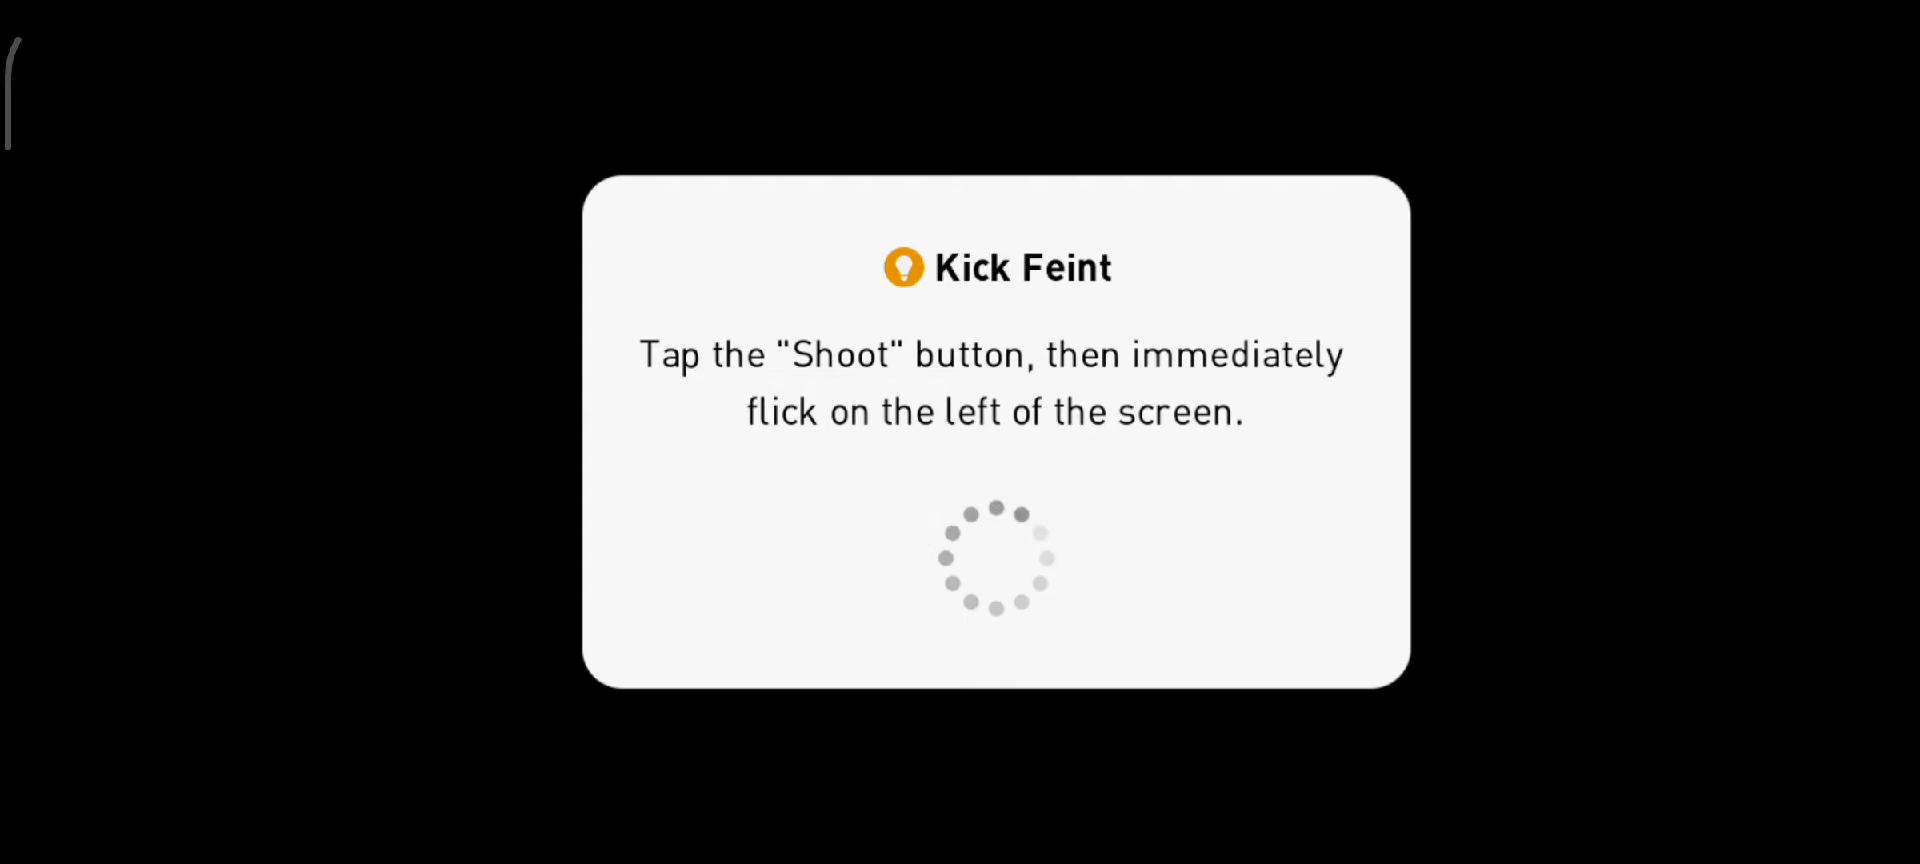 Kick Feint
Tap the "Shoot" button, then immediately
flick on the left of the screen.